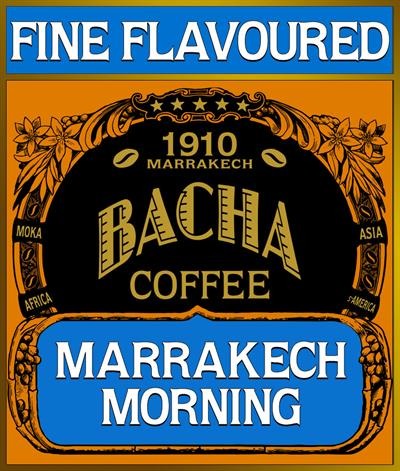 FINE FLAVOURED
1910
MARRAKECH
BACHA
COFFEE
MOKA
ASIA
AFRICA
S·AMERICA
MARRAKECH
MORNING